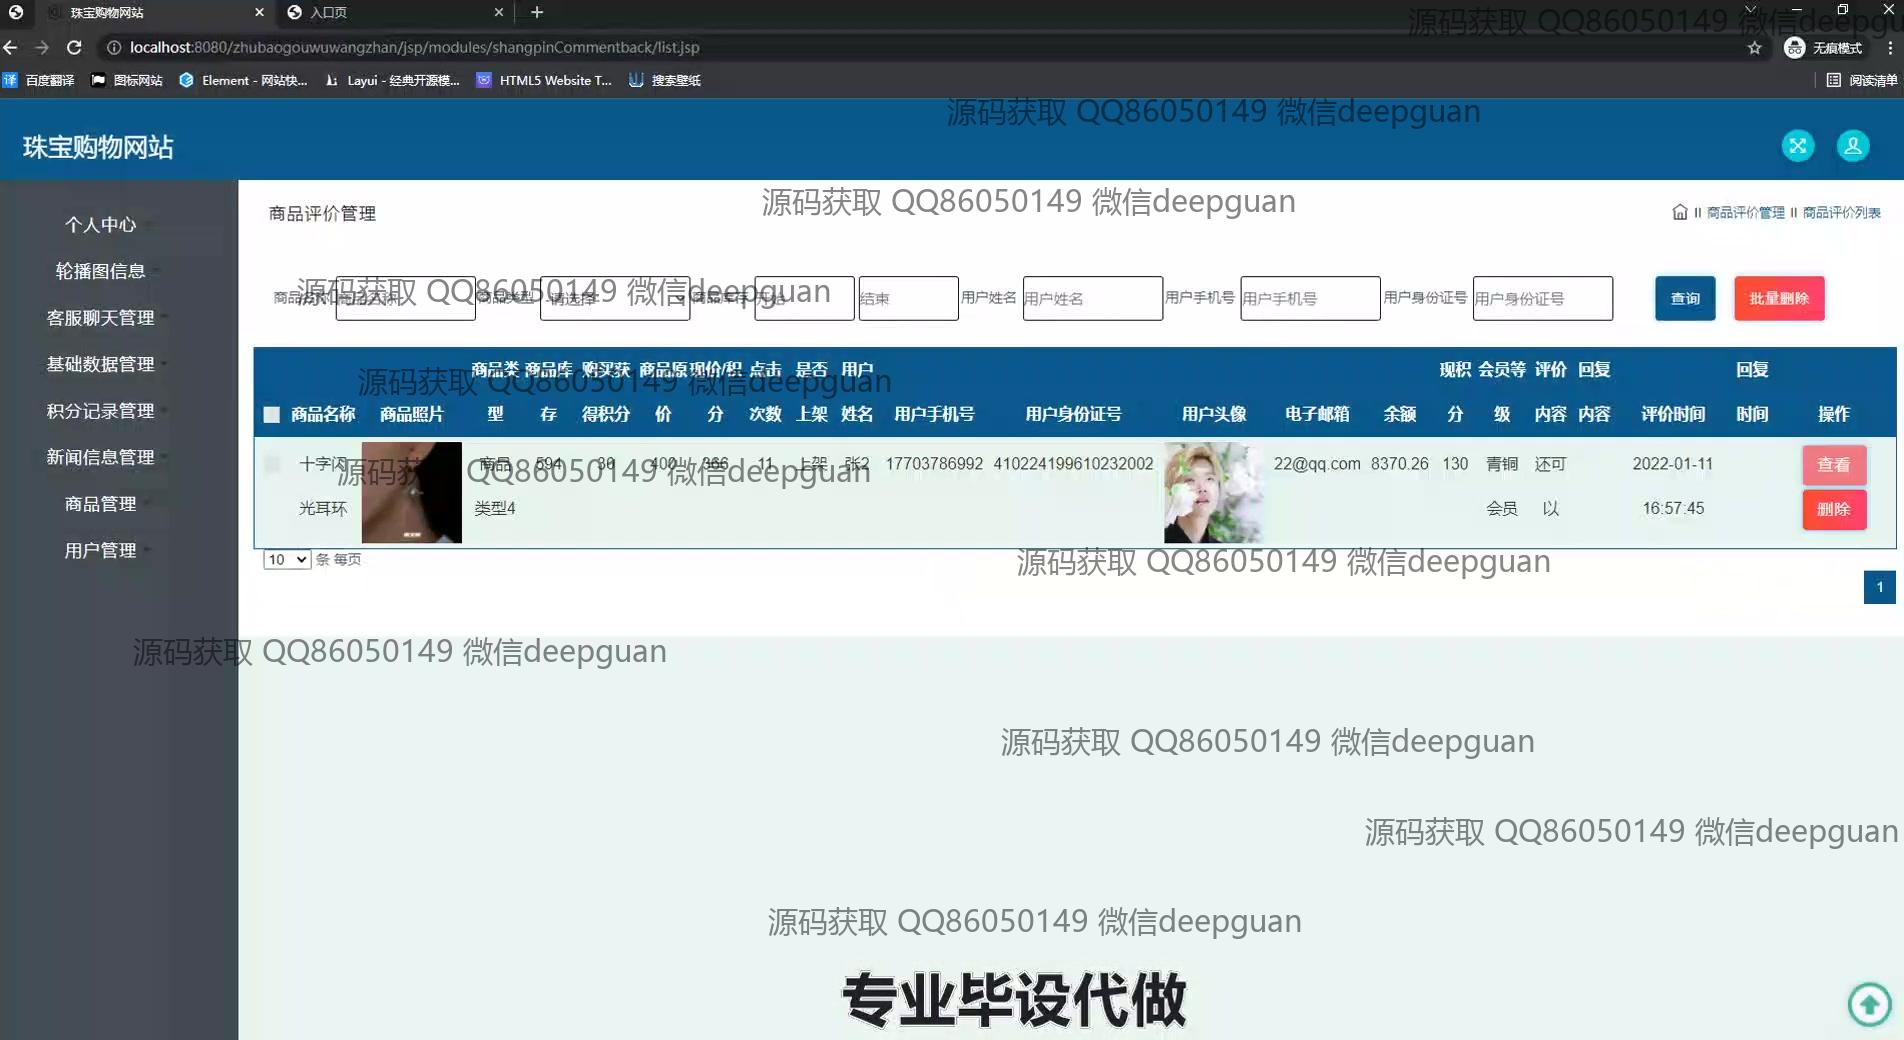 珠宝购物网站
入口页
localhost:8080/zhubaogouwuwangzhan/jsp/modules/shangpinCommentback/list.jsp
无痕模式
百度翻译
图标网站
Element - 网站快...
Layui - 经典开源模...
HTML5 Website T...
搜索壁纸
阅读清单
源码获取 QQ86050149 微信deepgu
源码获取 QQ86050149 微信deepguan
珠宝购物网站
个人中心
轮播图信息
客服聊天管理
基础数据管理
积分记录管理
新闻信息管理
商品管理
用户管理
商品评价管理
源码获取 QQ86050149 微信deepguan
商品评价管理
商品评价列表
源码获取 QQ86050149 微信deepguan
商品类型
请选择
商品库存
开始
结束
用户姓名
用户姓名
用户手机号
用户手机号
用户身份证号
用户身份证号
查询
批量删除
源码获取 QQ86050149 微信deepguan
商品名称
商品照片
商品类型
商品库存
购买获得积分
商品原价
现价/积分
点击次数
是否上架
用户姓名
用户手机号
用户身份证号
用户头像
电子邮箱
余额
现积分
会员等级
评价内容
回复内容
评价时间
回复时间
操作
源码获取 QQ86050149 微信deepguan
十字闪光耳环
商品类型4
594
30
400
366
11
上架
张2
17703786992
410224199610232002
22@qq.com
8370.26
130
青铜会员
还可以
2022-01-11
16:57:45
查看
删除
10
条 每页
1
源码获取 QQ86050149 微信deepguan
源码获取 QQ86050149 微信deepguan
源码获取 QQ86050149 微信deepguan
源码获取 QQ86050149 微信deepguan
源码获取 QQ86050149 微信deepguan
专业毕设代做